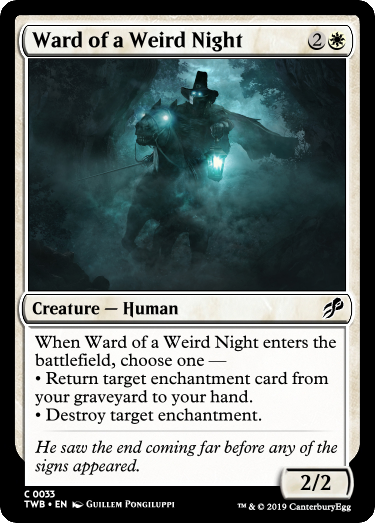 Ward of a Weird Night 2
Creature — Human
When Ward of a Weird Night enters the
battlefield, choose one —
• Return target enchantment card from
your graveyard to your hand.
• Destroy target enchantment.
He saw the end coming far before any of the
signs appeared.
2/2
C 0033
TWB • EN Guillem Pongiluppi
™ & © 2019 CanterburyEgg